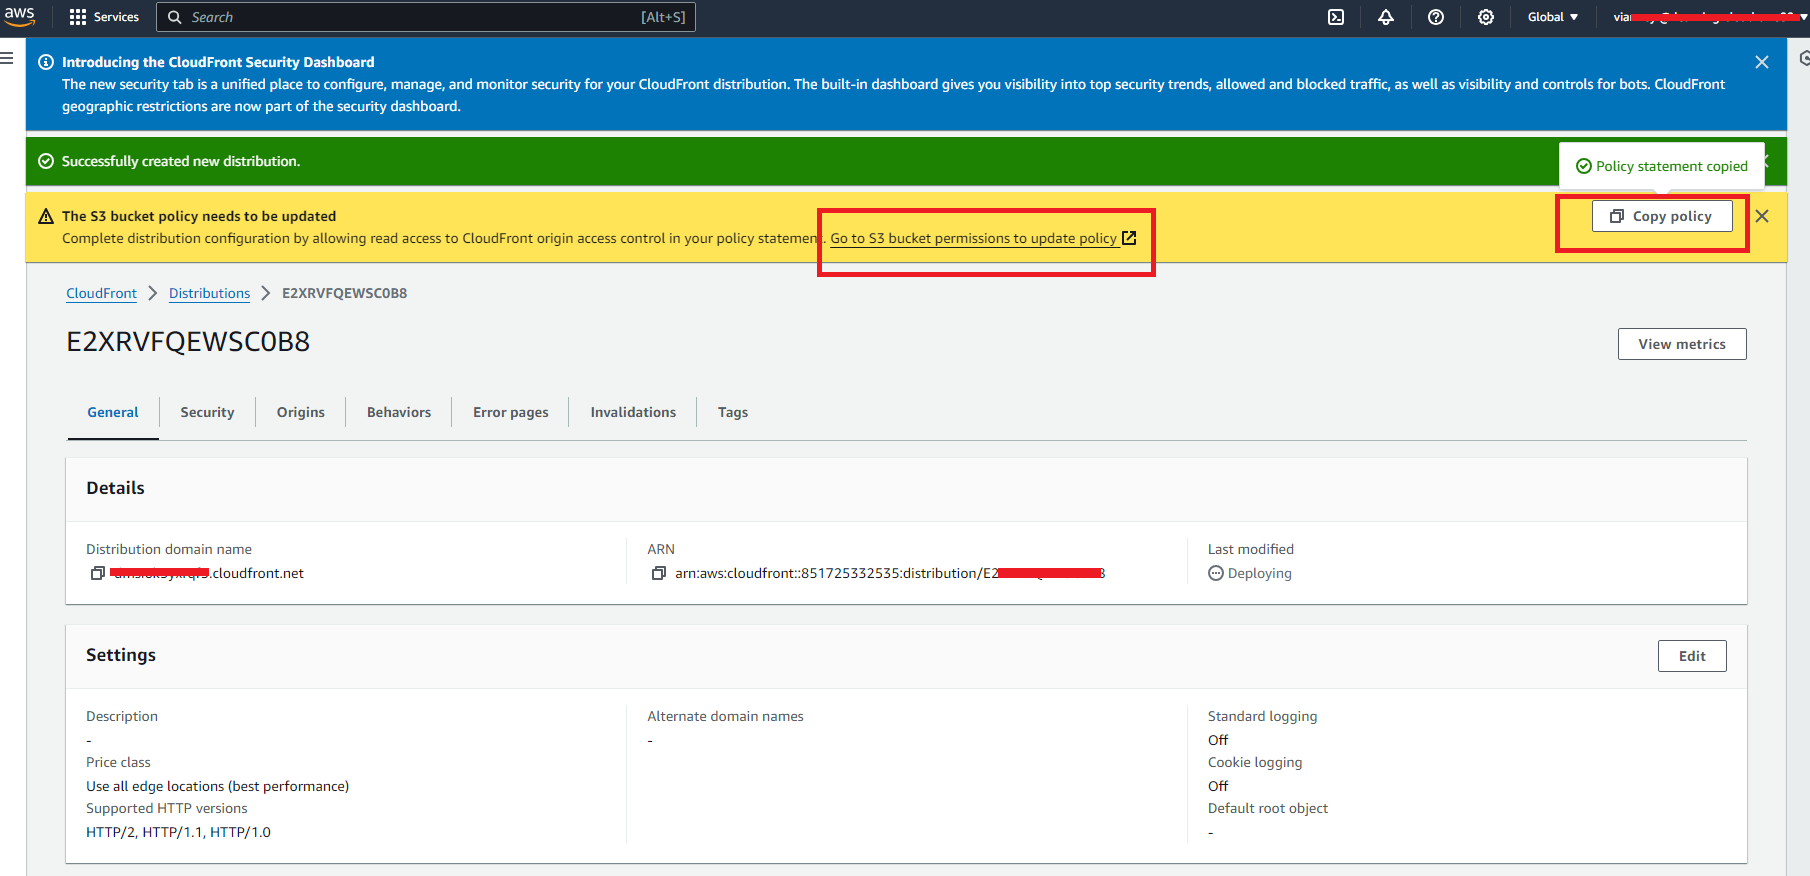 aws Services Search [Alt+S] Global
Introducing the CloudFront Security Dashboard
The new security tab is a unified place to configure, manage, and monitor security for your CloudFront distribution. The built-in dashboard gives you visibility into top security trends, allowed and blocked traffic, as well as visibility and controls for bots. CloudFront
geographic restrictions are now part of the security dashboard.
Successfully created new distribution.
Policy statement copied
The S3 bucket policy needs to be updated
Complete distribution configuration by allowing read access to CloudFront origin access control in your policy statement. Go to S3 bucket permissions to update policy
Copy policy
CloudFront Distributions E2XRVFQEWSC0B8
E2XRVFQEWSC0B8
View metrics
General Security Origins Behaviors Error pages Invalidations Tags
Details
Distribution domain name
.cloudfront.net
ARN
arn:aws:cloudfront::851725332535:distribution/E2
Last modified
Deploying
Settings
Edit
Description
-
Price class
Use all edge locations (best performance)
Supported HTTP versions
HTTP/2, HTTP/1.1, HTTP/1.0
Alternate domain names
-
Standard logging
Off
Cookie logging
Off
Default root object
-